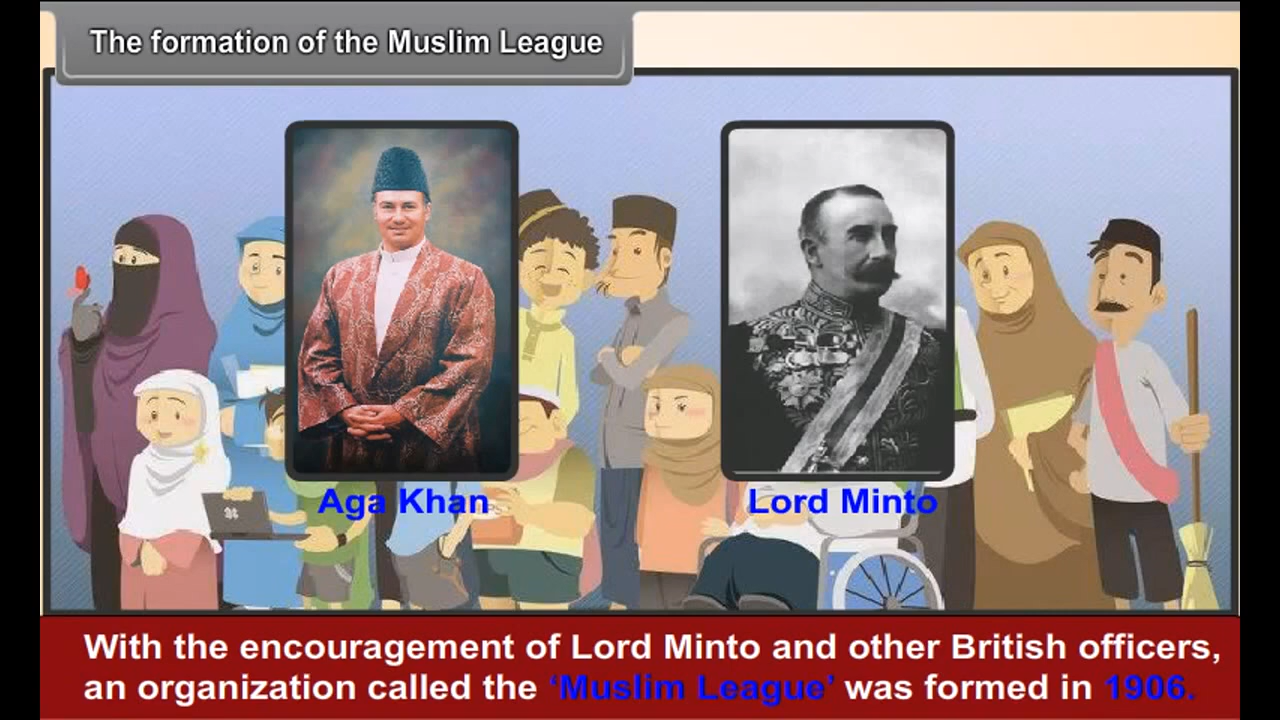 The formation of the Muslim League
Aga Khan
Lord Minto
With the encouragement of Lord Minto and other British officers,
an organization called the ‘Muslim League’ was formed in 1906.